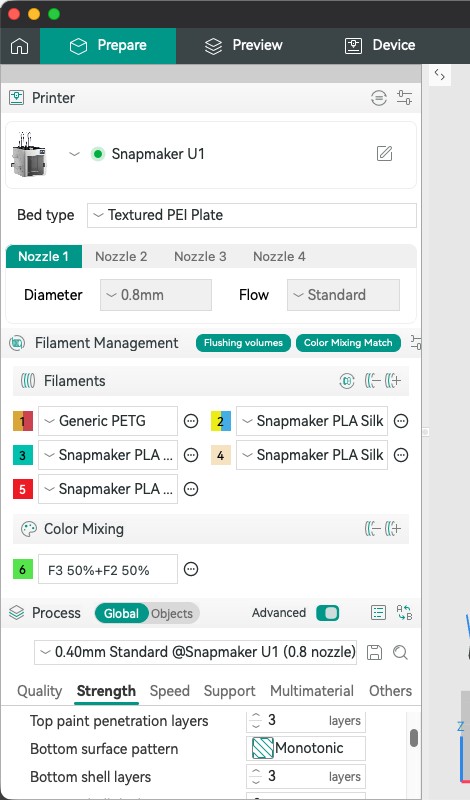 Prepare Preview Device
Printer
Snapmaker U1
Bed type Textured PEI Plate
Nozzle 1 Nozzle 2 Nozzle 3 Nozzle 4
Diameter 0.8mm Flow Standard
Filament Management Flushing volumes Color Mixing Match
Filaments
1 Generic PETG 2 Snapmaker PLA Silk
3 Snapmaker PLA ... 4 Snapmaker PLA Silk
5 Snapmaker PLA ...
Color Mixing
6 F3 50%+F2 50%
Process Global Objects Advanced A B
0.40mm Standard @Snapmaker U1 (0.8 nozzle)
Quality Strength Speed Support Multimaterial Others
Top paint penetration layers 3 layers
Bottom surface pattern Monotonic
Bottom shell layers 3 layers
Z